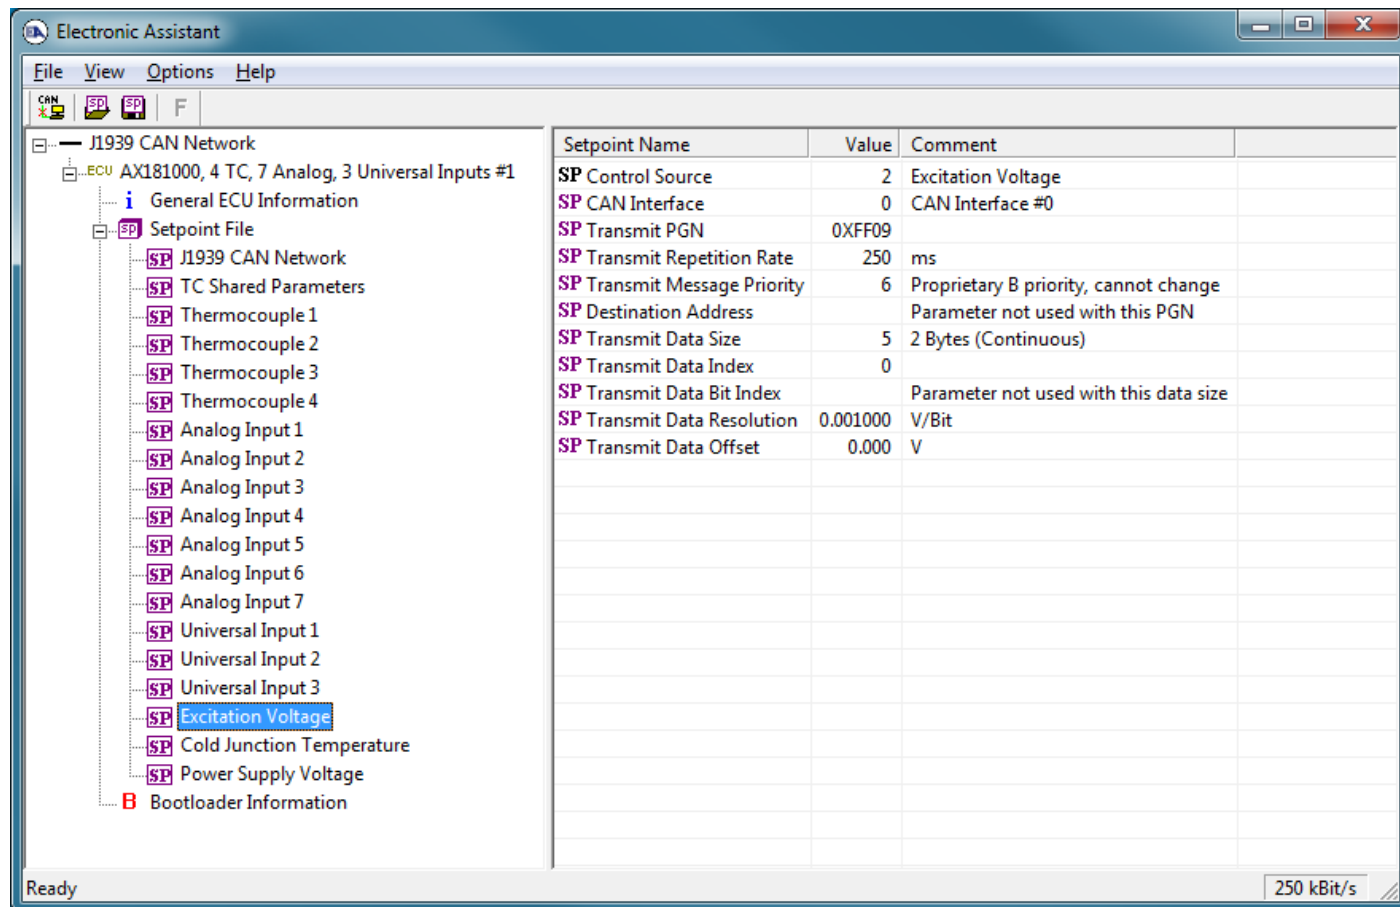 Electronic Assistant
File View Options Help
CAN SP SP F
J1939 CAN Network
ECU AX181000, 4 TC, 7 Analog, 3 Universal Inputs #1
i General ECU Information
SP Setpoint File
SP J1939 CAN Network
SP TC Shared Parameters
SP Thermocouple 1
SP Thermocouple 2
SP Thermocouple 3
SP Thermocouple 4
SP Analog Input 1
SP Analog Input 2
SP Analog Input 3
SP Analog Input 4
SP Analog Input 5
SP Analog Input 6
SP Analog Input 7
SP Universal Input 1
SP Universal Input 2
SP Universal Input 3
SP Excitation Voltage
SP Cold Junction Temperature
SP Power Supply Voltage
B Bootloader Information
Setpoint Name Value Comment
SP Control Source 2 Excitation Voltage
SP CAN Interface 0 CAN Interface #0
SP Transmit PGN 0XFF09
SP Transmit Repetition Rate 250 ms
SP Transmit Message Priority 6 Proprietary B priority, cannot change
SP Destination Address Parameter not used with this PGN
SP Transmit Data Size 5 2 Bytes (Continuous)
SP Transmit Data Index 0
SP Transmit Data Bit Index Parameter not used with this data size
SP Transmit Data Resolution 0.001000 V/Bit
SP Transmit Data Offset 0.000 V
Ready 250 kBit/s